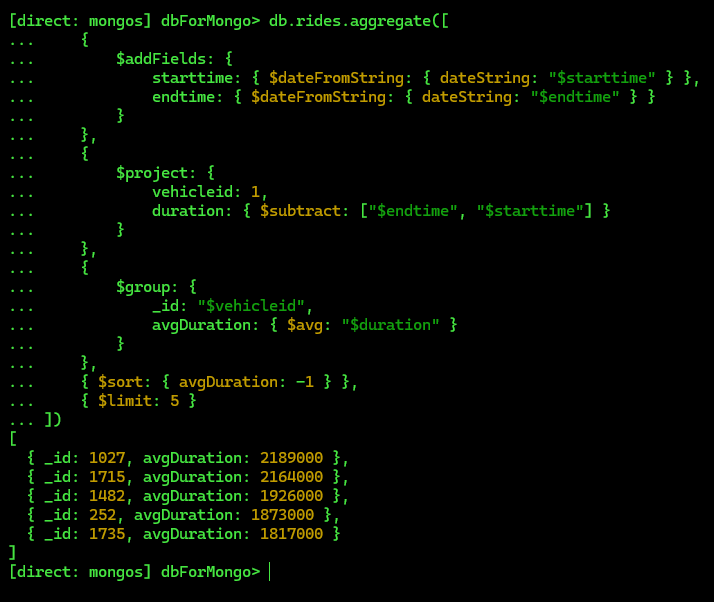 [direct: mongos] dbForMongo> db.rides.aggregate([
...     {
...         $addFields: {
...             starttime: { $dateFromString: { dateString: "$starttime" } },
...             endtime: { $dateFromString: { dateString: "$endtime" } }
...         }
...     },
...     {
...         $project: {
...             vehicleid: 1,
...             duration: { $subtract: ["$endtime", "$starttime"] }
...         }
...     },
...     {
...         $group: {
...             _id: "$vehicleid",
...             avgDuration: { $avg: "$duration" }
...         }
...     },
...     { $sort: { avgDuration: -1 } },
...     { $limit: 5 }
... ])
[
  { _id: 1027, avgDuration: 2189000 },
  { _id: 1715, avgDuration: 2164000 },
  { _id: 1482, avgDuration: 1926000 },
  { _id: 252, avgDuration: 1873000 },
  { _id: 1735, avgDuration: 1817000 }
]
[direct: mongos] dbForMongo>